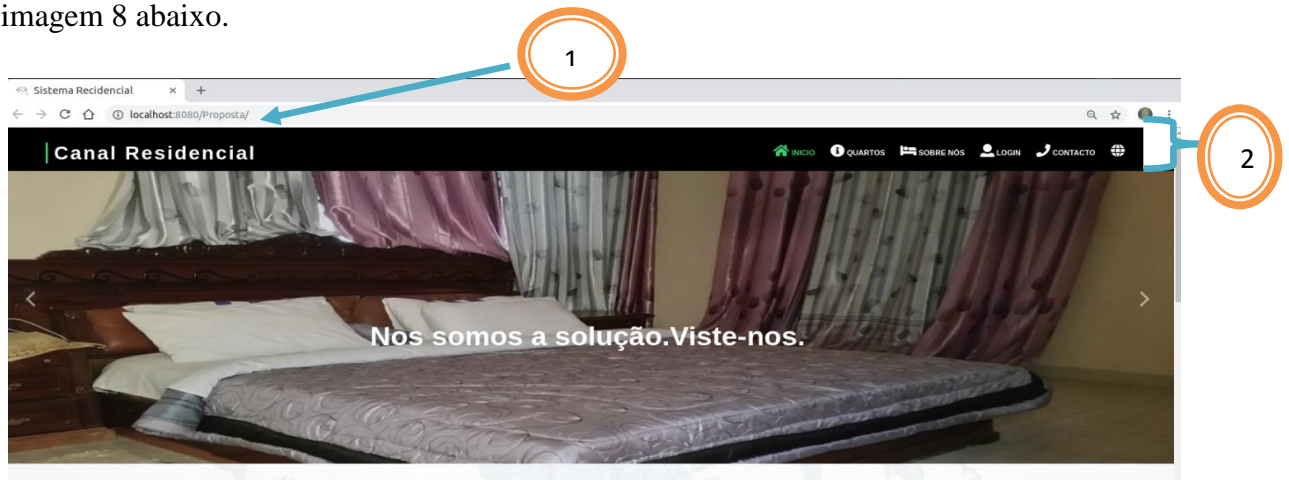 imagem 8 abaixo.
1
Sistema Recidencial × +
localhost:8080/Proposta/
2
Canal Residencial INICIO QUARTOS SOBRE NÓS LOGIN CONTACTO
Nos somos a solução.Viste-nos.